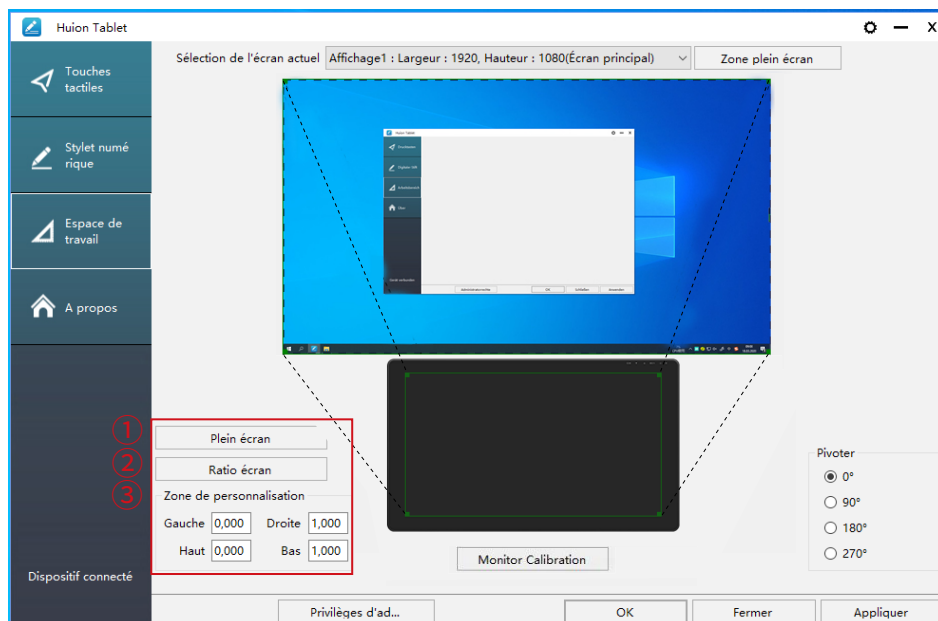 Huion Tablet
Sélection de l'écran actuel Affichage1 : Largeur : 1920, Hauteur : 1080(Écran principal) Zone plein écran
Touches
tactiles
Stylet numé
rique
Espace de
travail
A propos
Huion Tablet
① Plein écran
② Ratio écran
③ Zone de personnalisation
Gauche 0,000 Droite 1,000
Haut 0,000 Bas 1,000
Pivoter
0°
90°
180°
270°
Monitor Calibration
Dispositif connecté
Privilèges d'ad... OK Fermer Appliquer